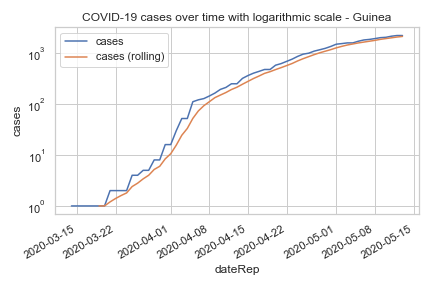 COVID-19 cases over time with logarithmic scale - Guinea
cases
cases (rolling)
cases
10³
10²
10¹
10⁰
2020-03-15
2020-03-22
2020-04-01
2020-04-08
2020-04-15
2020-04-22
2020-05-01
2020-05-08
2020-05-15
dateRep